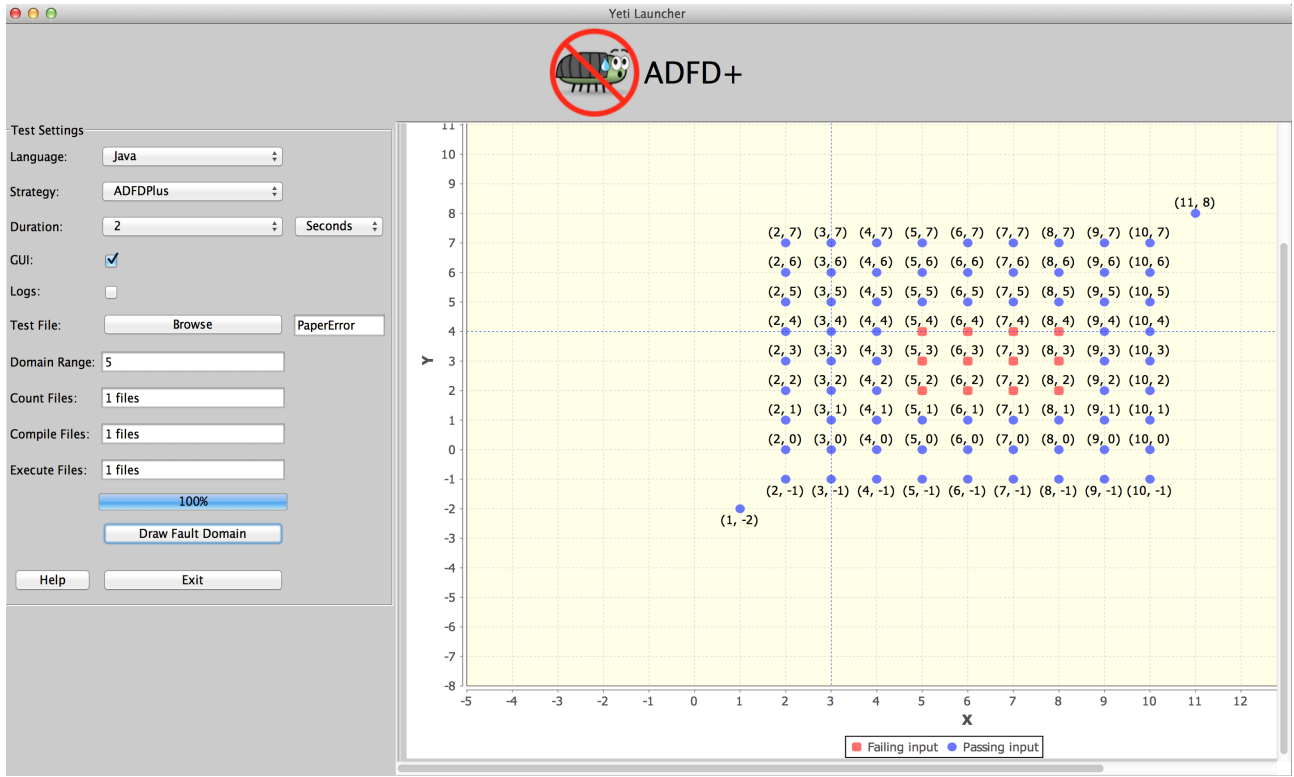 Yeti Launcher
ADFD+
Test Settings
Language: Java
Strategy: ADFDPlus
Duration: 2 Seconds
GUI:
Logs:
Test File: Browse PaperError
Domain Range: 5
Count Files: 1 files
Compile Files: 1 files
Execute Files: 1 files
100%
Draw Fault Domain
Help Exit
11
10
9
(11, 8)
8
(2, 7) (3, 7) (4, 7) (5, 7) (6, 7) (7, 7) (8, 7) (9, 7) (10, 7)
7
(2, 6) (3, 6) (4, 6) (5, 6) (6, 6) (7, 6) (8, 6) (9, 6) (10, 6)
6
(2, 5) (3, 5) (4, 5) (5, 5) (6, 5) (7, 5) (8, 5) (9, 5) (10, 5)
5
(2, 4) (3, 4) (4, 4) (5, 4) (6, 4) (7, 4) (8, 4) (9, 4) (10, 4)
4
(2, 3) (3, 3) (4, 3) (5, 3) (6, 3) (7, 3) (8, 3) (9, 3) (10, 3)
Y
3
(2, 2) (3, 2) (4, 2) (5, 2) (6, 2) (7, 2) (8, 2) (9, 2) (10, 2)
2
(2, 1) (3, 1) (4, 1) (5, 1) (6, 1) (7, 1) (8, 1) (9, 1) (10, 1)
1
(2, 0) (3, 0) (4, 0) (5, 0) (6, 0) (7, 0) (8, 0) (9, 0) (10, 0)
0
-1
(2, -1) (3, -1) (4, -1) (5, -1) (6, -1) (7, -1) (8, -1) (9, -1) (10, -1)
-2
(1, -2)
-3
-4
-5
-6
-7
-8
-5 -4 -3 -2 -1 0 1 2 3 4 5 6 7 8 9 10 11 12
X
Failing input Passing input